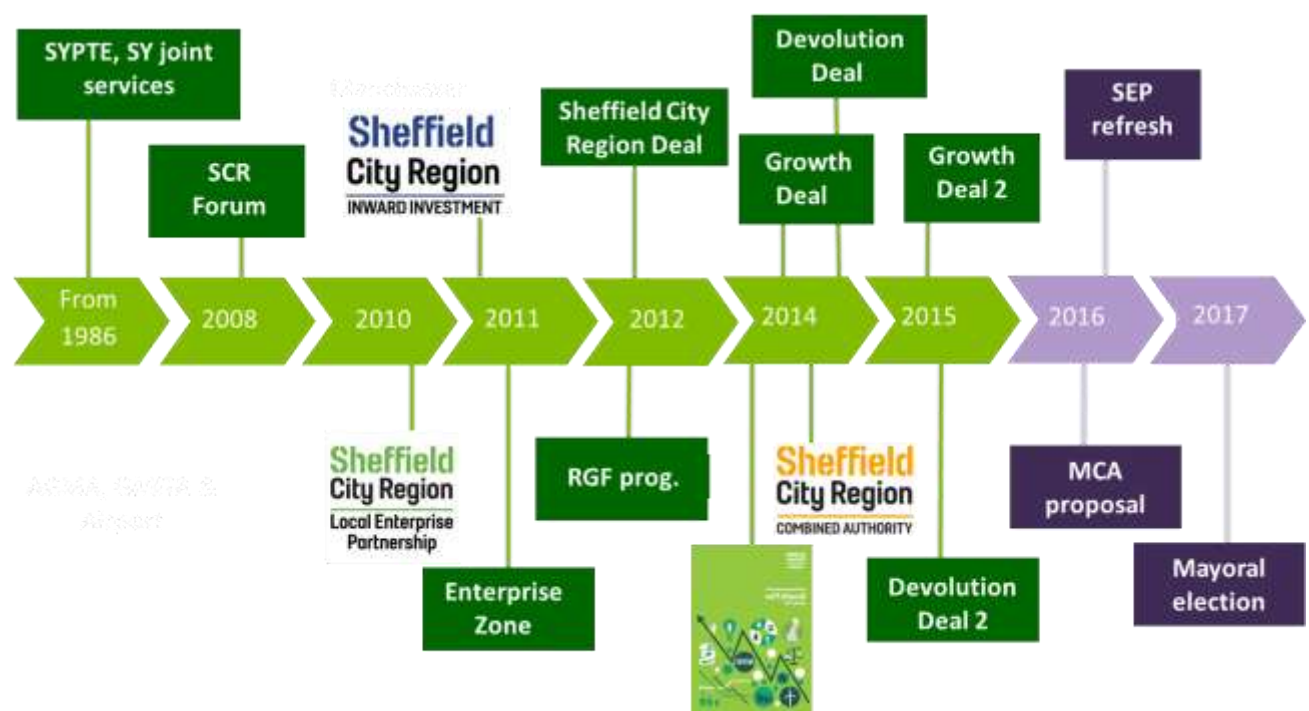 SYPTE, SY joint
services
SCR
Forum
Sheffield
City Region
INWARD INVESTMENT
Sheffield City
Region Deal
Devolution
Deal
Growth
Deal
Growth
Deal 2
SEP
refresh
From
1986
2008
2010
2011
2012
2014
2015
2016
2017
Sheffield
City Region
Local Enterprise
Partnership
Enterprise
Zone
RGF prog.
Sheffield
City Region
COMBINED AUTHORITY
Devolution
Deal 2
MCA
proposal
Mayoral
election